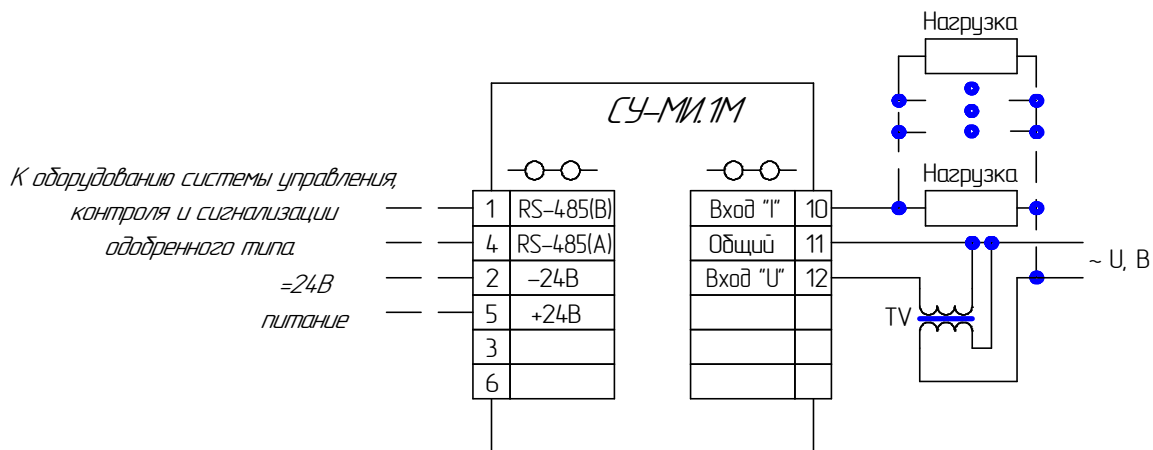 Нагрузка
СУ–МИ.1М
К оборудованию системы управления,
контроля и сигнализации
одобренного типа
=24В
питание
1 RS–485(В)
4 RS–485(А)
2 –24В
5 +24В
3
6
Нагрузка
Вход "I" 10
Общий 11
Вход "U" 12
~ U, В
TV